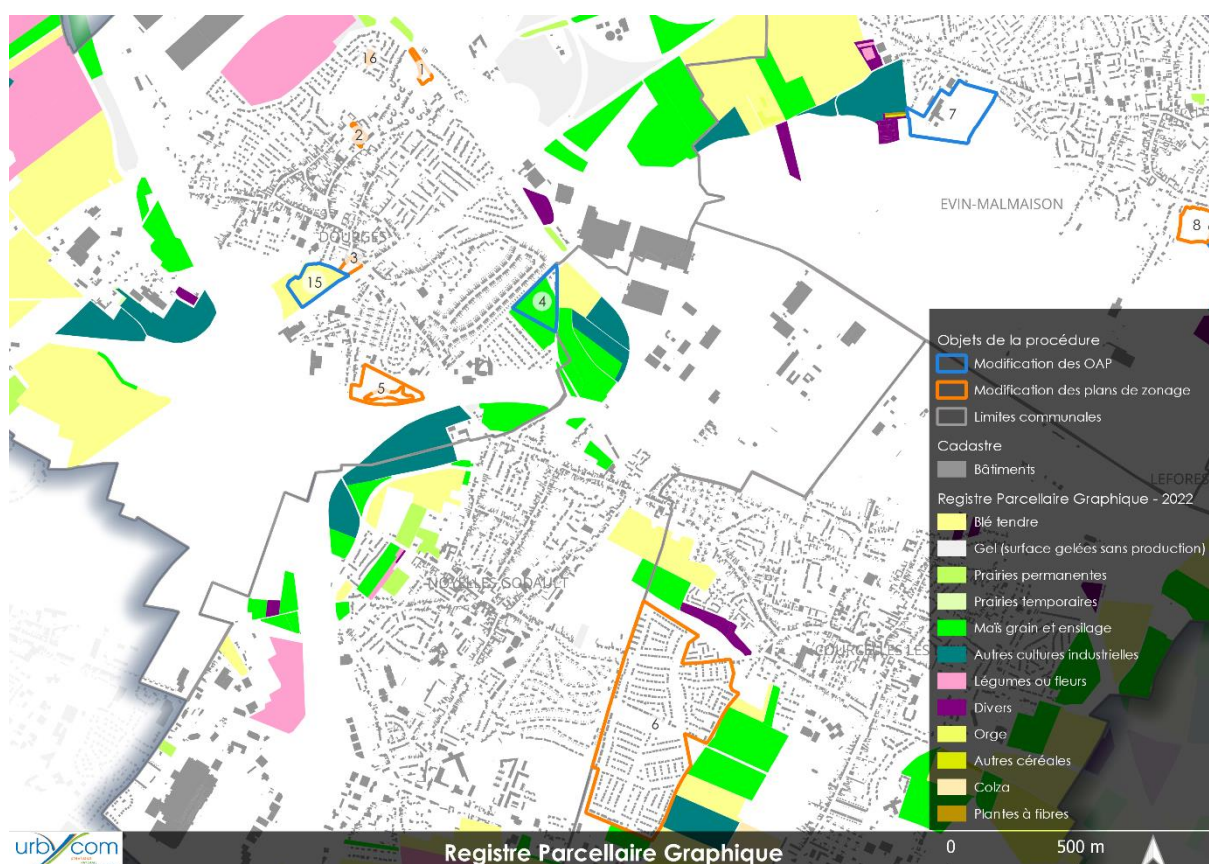 16
1
2
7
EVIN-MALMAISON
8
DOURGES
3
15
4
5
NOYELLES GODAULT
COURCELLES LES
6
LEFORES
Objets de la procédure
Modification des OAP
Modification des plans de zonage
Limites communales
Cadastre
Bâtiments
Registre Parcellaire Graphique - 2022
Blé tendre
Gel (surface gelées sans production)
Prairies permanentes
Prairies temporaires
Maïs grain et ensilage
Autres cultures industrielles
Légumes ou fleurs
Divers
Orge
Autres céréales
Colza
Plantes à fibres
urbycom
Registre Parcellaire Graphique
0 500 m